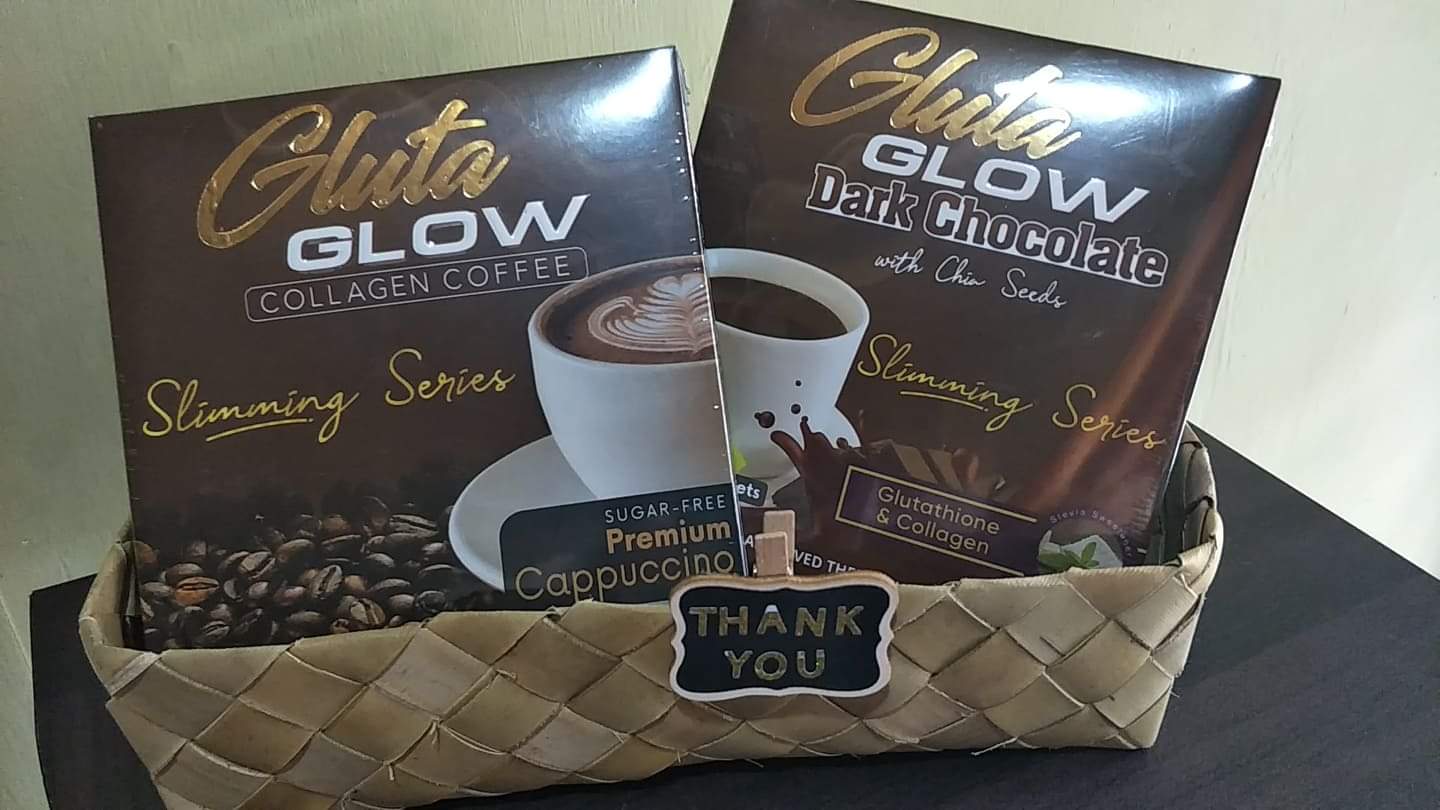 Gluta
GLOW
COLLAGEN COFFEE
Slimming Series
SUGAR-FREE
Premium
Cappuccino
Gluta
GLOW
Dark Chocolate
with Chia Seeds
Slimming Series
Glutathione
& Collagen
Stevia
THANK
YOU